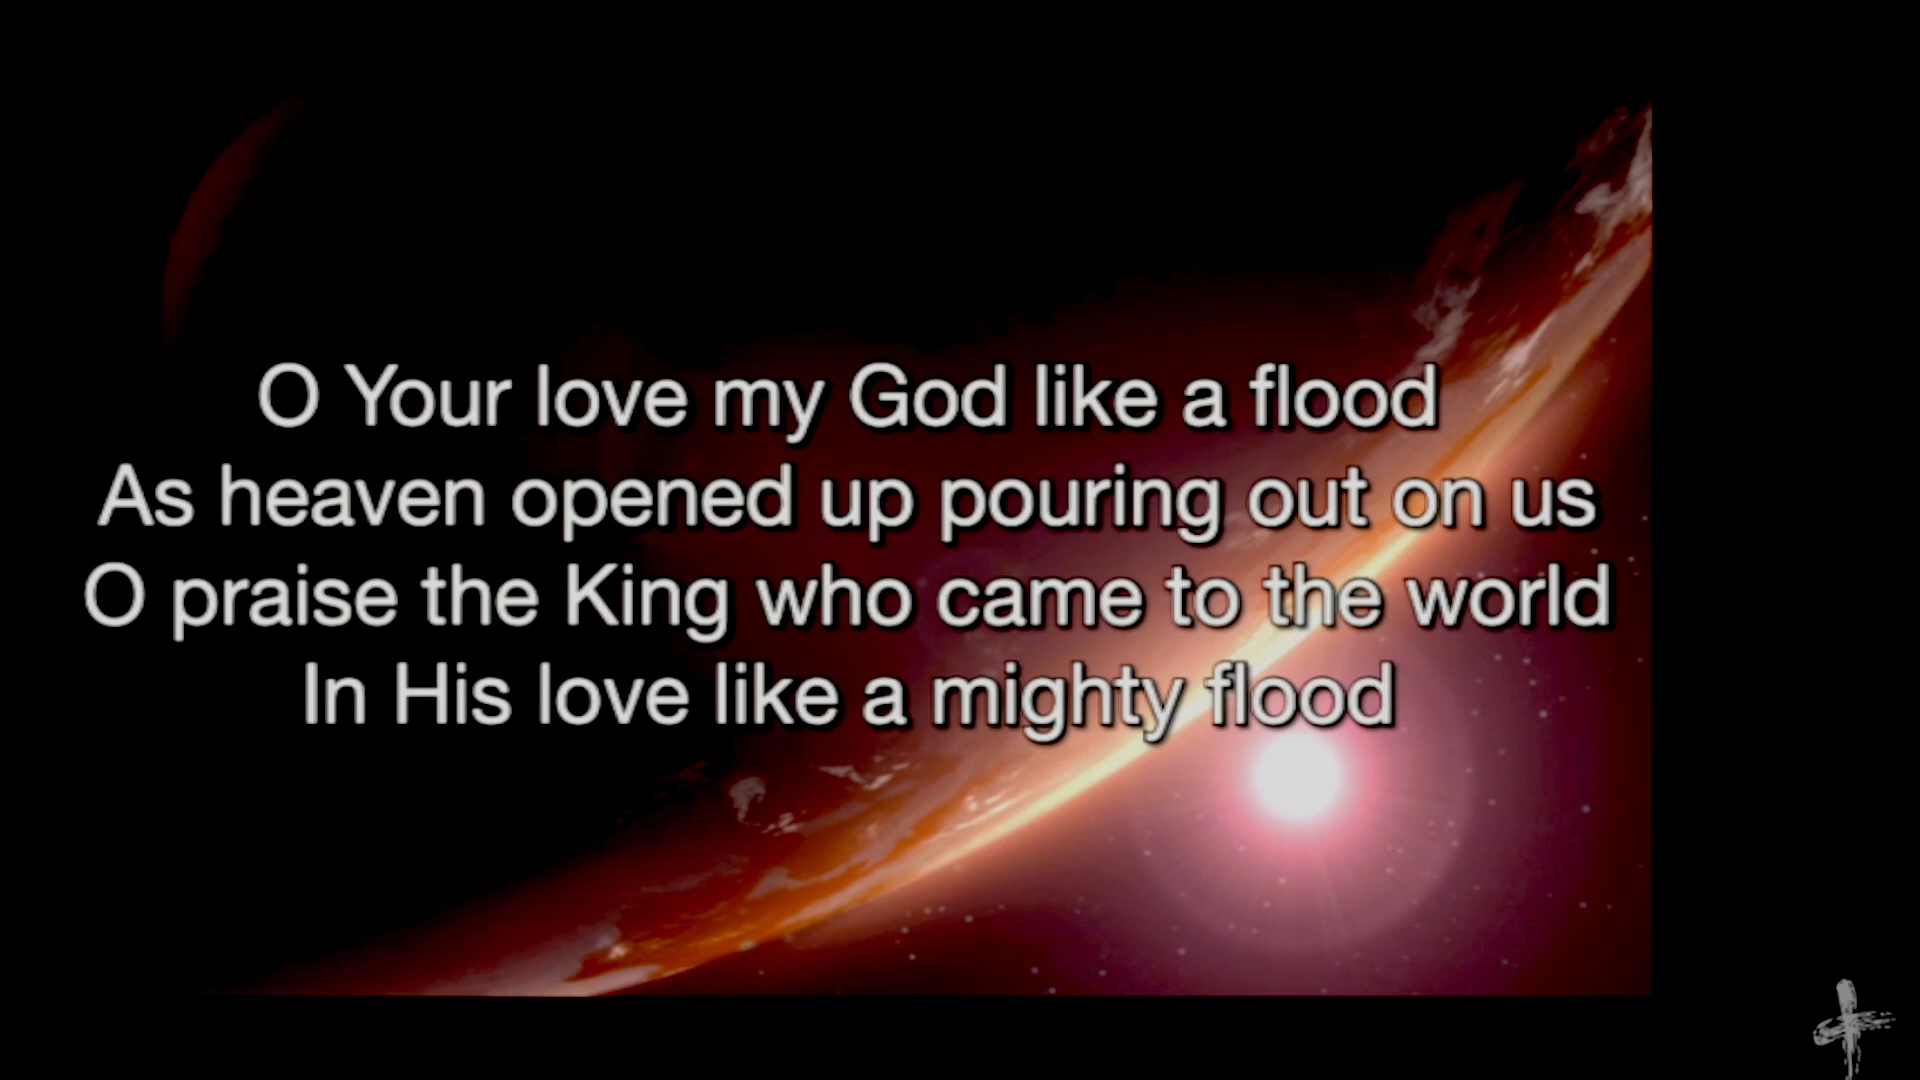 O Your love my God like a flood
As heaven opened up pouring out on us
O praise the King who came to the world
In His love like a mighty flood